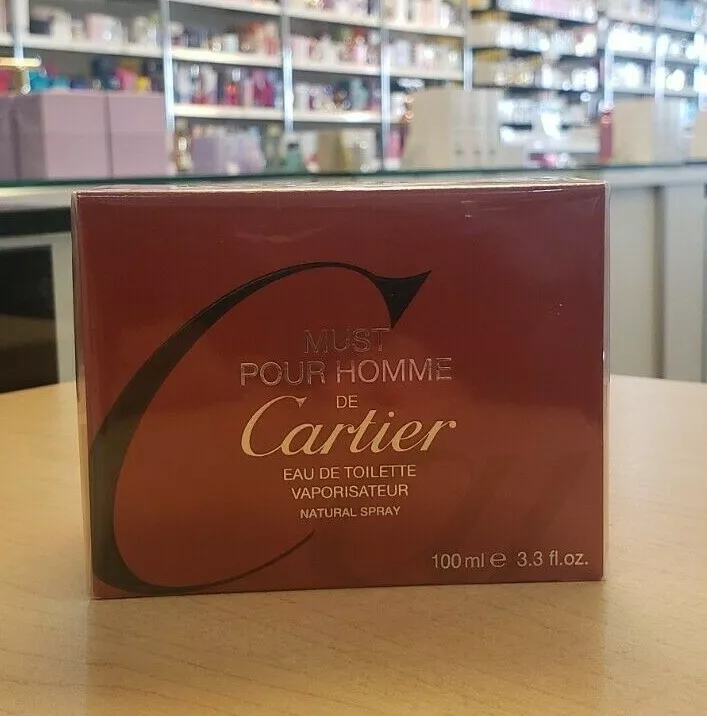 MUST
POUR HOMME
DE
Cartier
EAU DE TOILETTE
VAPORISATEUR
NATURAL SPRAY
100 ml ℮ 3.3 fl.oz.